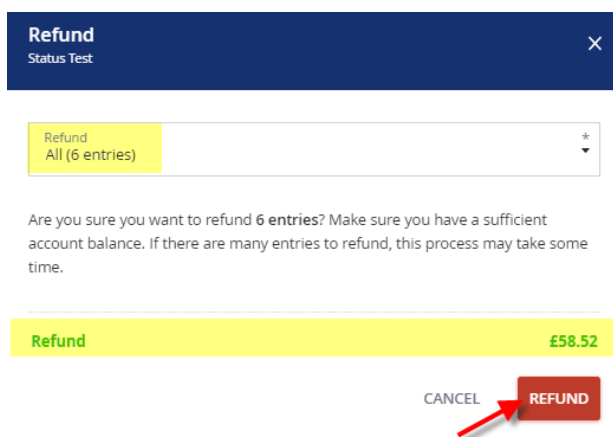 Refund
Status Test
×
Refund
*
All (6 entries)
Are you sure you want to refund 6 entries? Make sure you have a sufficient
account balance. If there are many entries to refund, this process may take some
time.
Refund £58.52
CANCEL REFUND